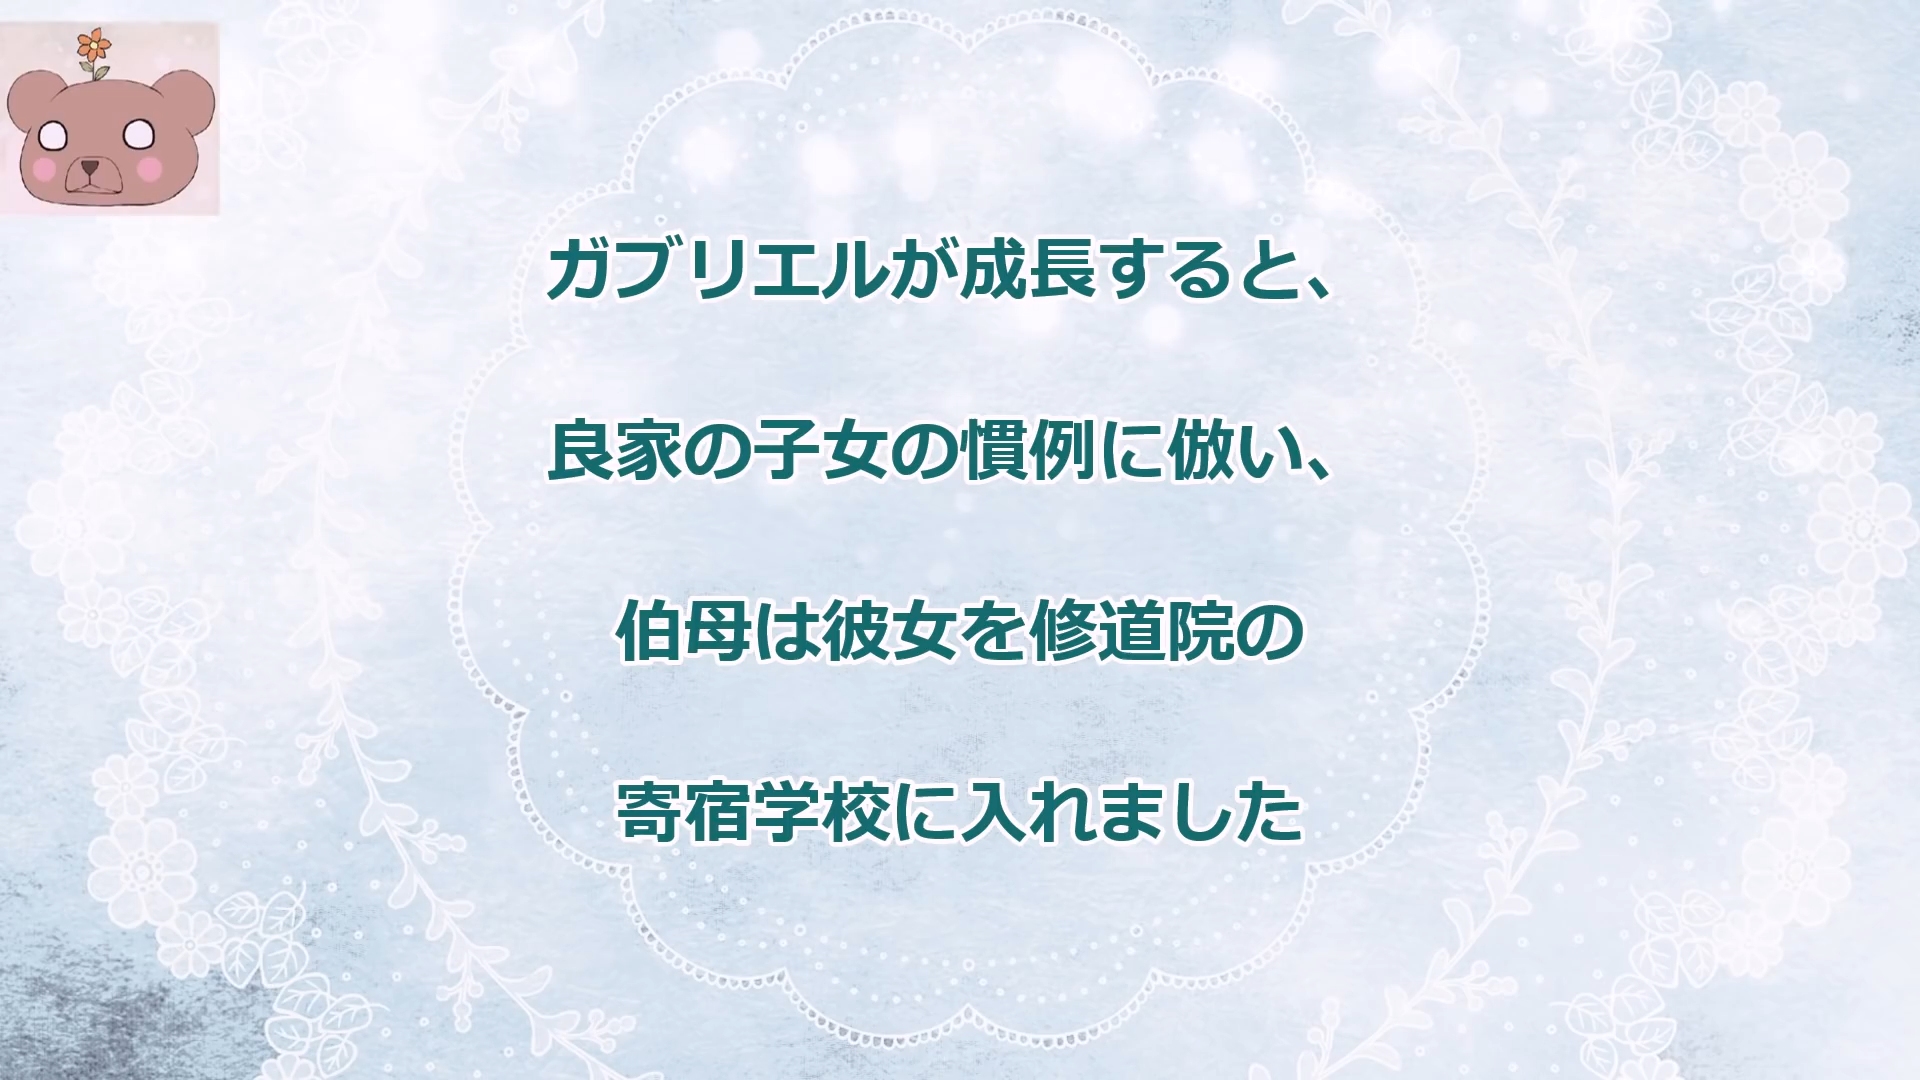 ガブリエルが成長すると、
良家の子女の慣例に倣い、
伯母は彼女を修道院の
寄宿学校に入れました